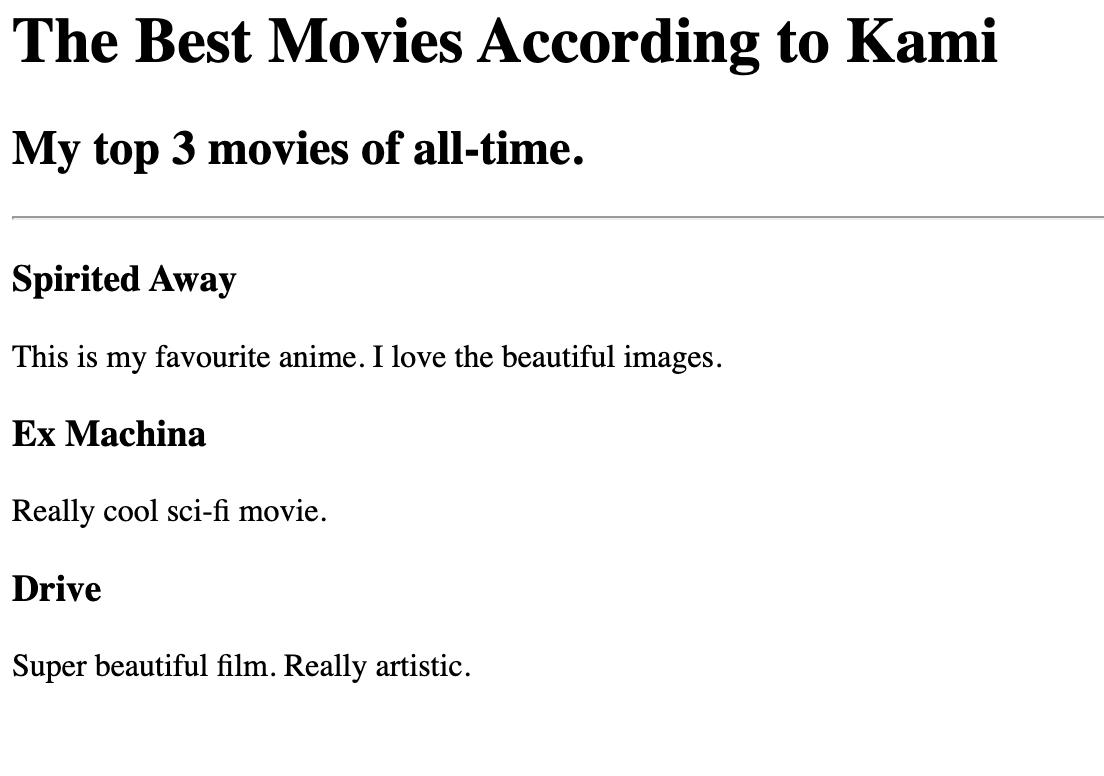 The Best Movies According to Kami
My top 3 movies of all-time.
Spirited Away
This is my favourite anime. I love the beautiful images.
Ex Machina
Really cool sci-fi movie.
Drive
Super beautiful film. Really artistic.